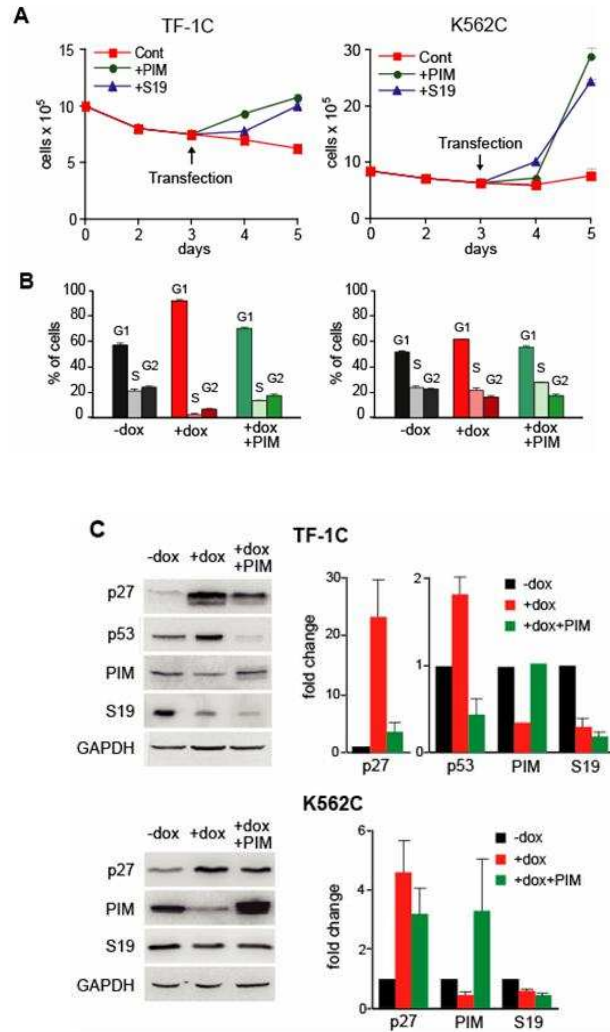 A
TF-1C
K562C
Cont
+PIM
+S19
Cont
+PIM
+S19
cells x 10⁵
15
10
5
0
Transfection
0 2 3 4 5
days
cells x 10⁵
30
20
10
0
Transfection
0 2 3 4 5
days
B
% of cells
100
80
60
40
20
0
G1 S G2
G1 S G2
G1 S G2
-dox +dox +dox
+PIM
% of cells
100
80
60
40
20
0
G1 S G2
G1 S G2
G1 S G2
-dox +dox +dox
+PIM
C
TF-1C
-dox +dox +dox
+PIM
p27
p53
PIM
S19
GAPDH
fold change
30
20
10
0
2
1
0
-dox
+dox
+dox+PIM
p27 p53 PIM S19
K562C
-dox +dox +dox
+PIM
p27
PIM
S19
GAPDH
fold change
6
4
2
0
-dox
+dox
+dox+PIM
p27 PIM S19